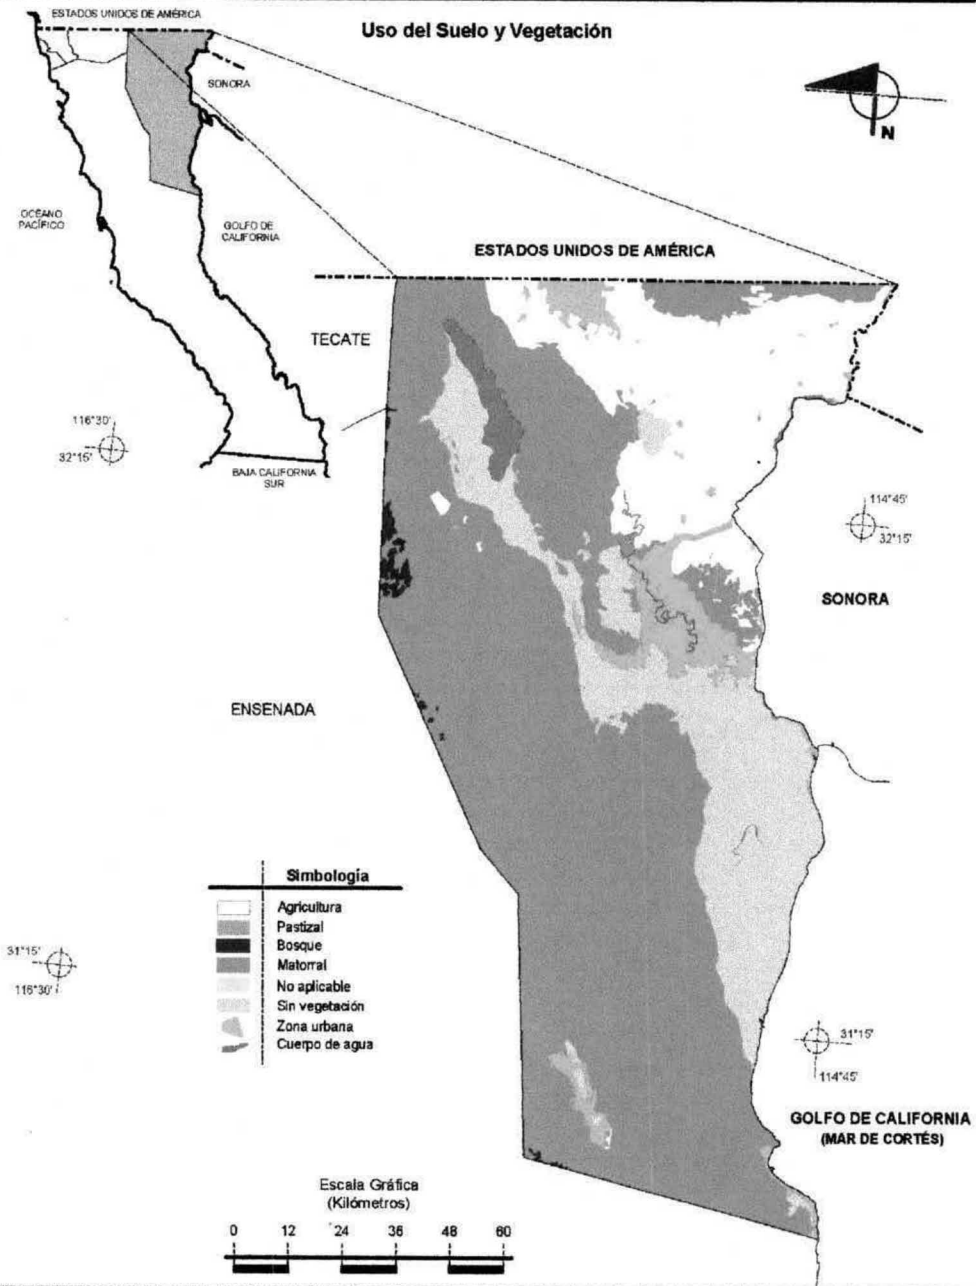 Uso del Suelo y Vegetación
ESTADOS UNIDOS DE AMÉRICA
SONORA
OCÉANO
PACÍFICO
GOLFO DE
CALIFORNIA
BAJA CALIFORNIA
SUR
N
ESTADOS UNIDOS DE AMÉRICA
TECATE
116°30'
32°15'
114°45'
32°15'
SONORA
ENSENADA
Simbología
Agricultura
Pastizal
Bosque
Matorral
No aplicable
Sin vegetación
Zona urbana
Cuerpo de agua
31°15'
116°30'
31°15'
114°45'
GOLFO DE CALIFORNIA
(MAR DE CORTÉS)
Escala Gráfica
(Kilómetros)
0 12 24 36 48 60